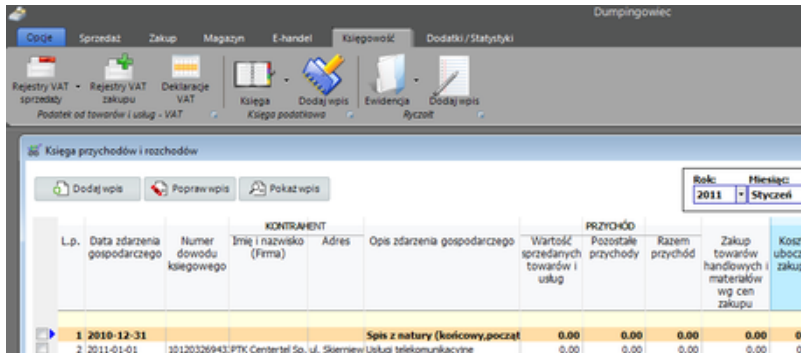 Dumpingowiec
Opcje Sprzedaż Zakup Magazyn E-handel Księgowość Dodatki / Statystyki
Rejestry VAT sprzedaży
Rejestry VAT zakupu
Deklaracje VAT
Księga
Dodaj wpis
Ewidencja
Dodaj wpis
Podatek od towarów i usług - VAT
Księga podatkowa
Ryczałt
Księga przychodów i rozchodów
Dodaj wpis Popraw wpis Pokaż wpis
Rok: Miesiąc:
2011 Styczeń
KONTRAHENT PRZYCHÓD
L.p.
Data zdarzenia gospodarczego
Numer dowodu księgowego
Imię i nazwisko (Firma)
Adres
Opis zdarzenia gospodarczego
Wartość sprzedanych towarów i usług
Pozostałe przychody
Razem przychód
Zakup towarów handlowych i materiałów wg cen zakupu
1 2010-12-31 Spis z natury (końcowy,począt 0.00 0.00 0.00 0.00
2 2011-01-01 PTK Centertel Sp. ul. Skierniew Usługi telekomunikacyjne 0.00 0.00 0.00 0.00